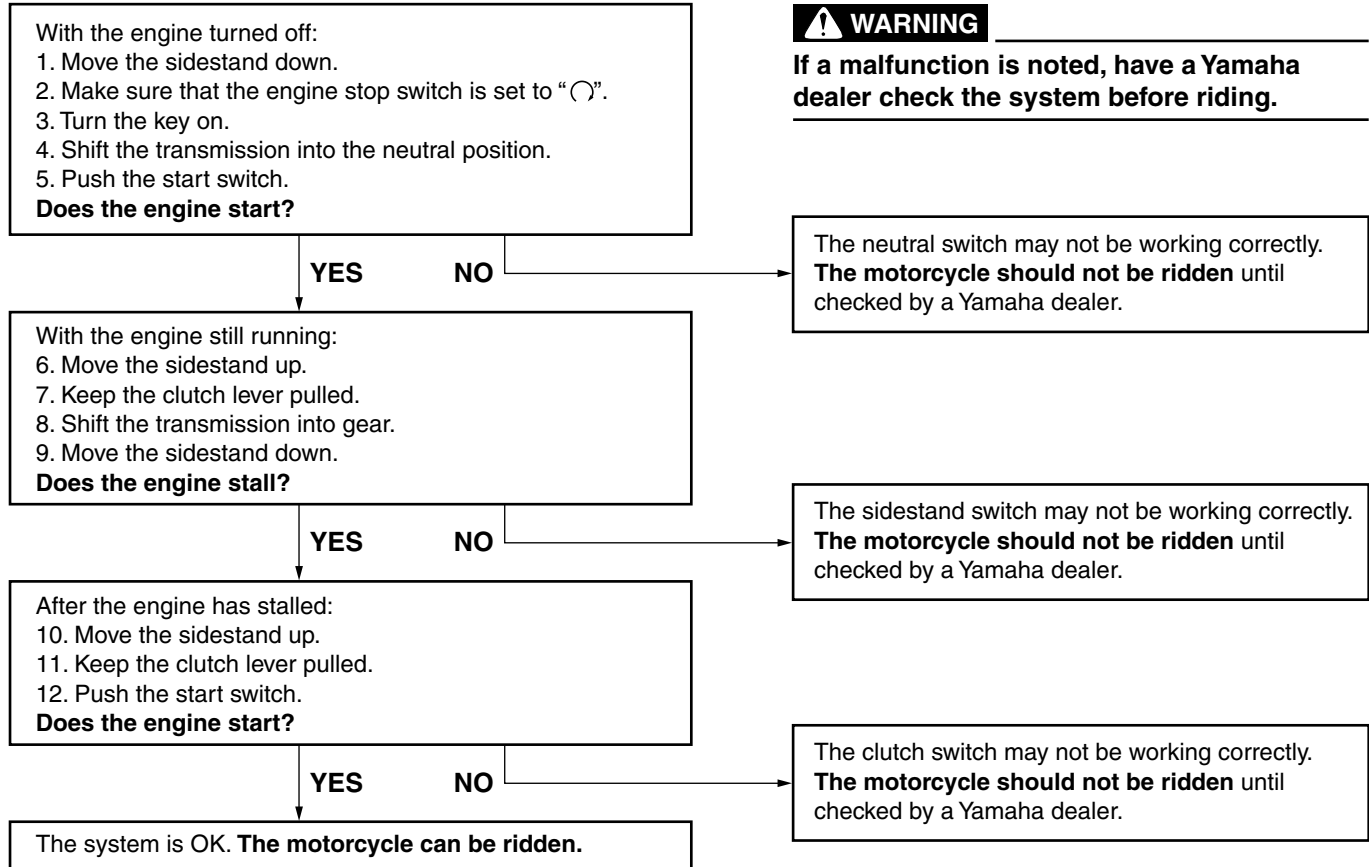 With the engine turned off:
1. Move the sidestand down.
2. Make sure that the engine stop switch is set to “ ”.
3. Turn the key on.
4. Shift the transmission into the neutral position.
5. Push the start switch.
Does the engine start?
WARNING
If a malfunction is noted, have a Yamaha
dealer check the system before riding.
YES NO
The neutral switch may not be working correctly.
The motorcycle should not be ridden until
checked by a Yamaha dealer.
With the engine still running:
6. Move the sidestand up.
7. Keep the clutch lever pulled.
8. Shift the transmission into gear.
9. Move the sidestand down.
Does the engine stall?
YES NO
The sidestand switch may not be working correctly.
The motorcycle should not be ridden until
checked by a Yamaha dealer.
After the engine has stalled:
10. Move the sidestand up.
11. Keep the clutch lever pulled.
12. Push the start switch.
Does the engine start?
YES NO
The clutch switch may not be working correctly.
The motorcycle should not be ridden until
checked by a Yamaha dealer.
The system is OK. The motorcycle can be ridden.